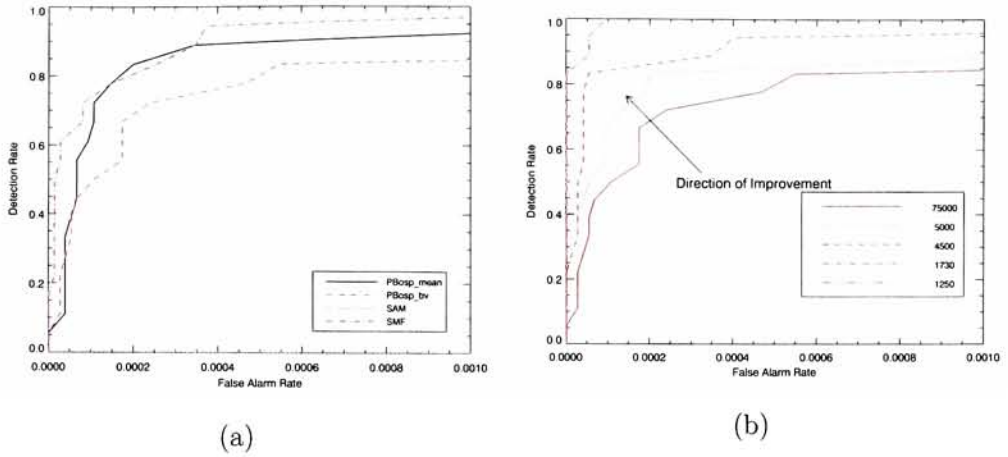 1.0
0.8
0.6
0.4
0.2
0.0
Detection Rate
0.0000 0.0002 0.0004 0.0006 0.0008 0.0010
False Alarm Rate
PBosp_mean
PBosp_bv
SAM
SMF
(a)
1.0
0.8
0.6
0.4
0.2
0.0
Detection Rate
0.0000 0.0002 0.0004 0.0006 0.0008 0.0010
False Alarm Rate
Direction of Improvement
75000
5000
4500
1730
1250
(b)